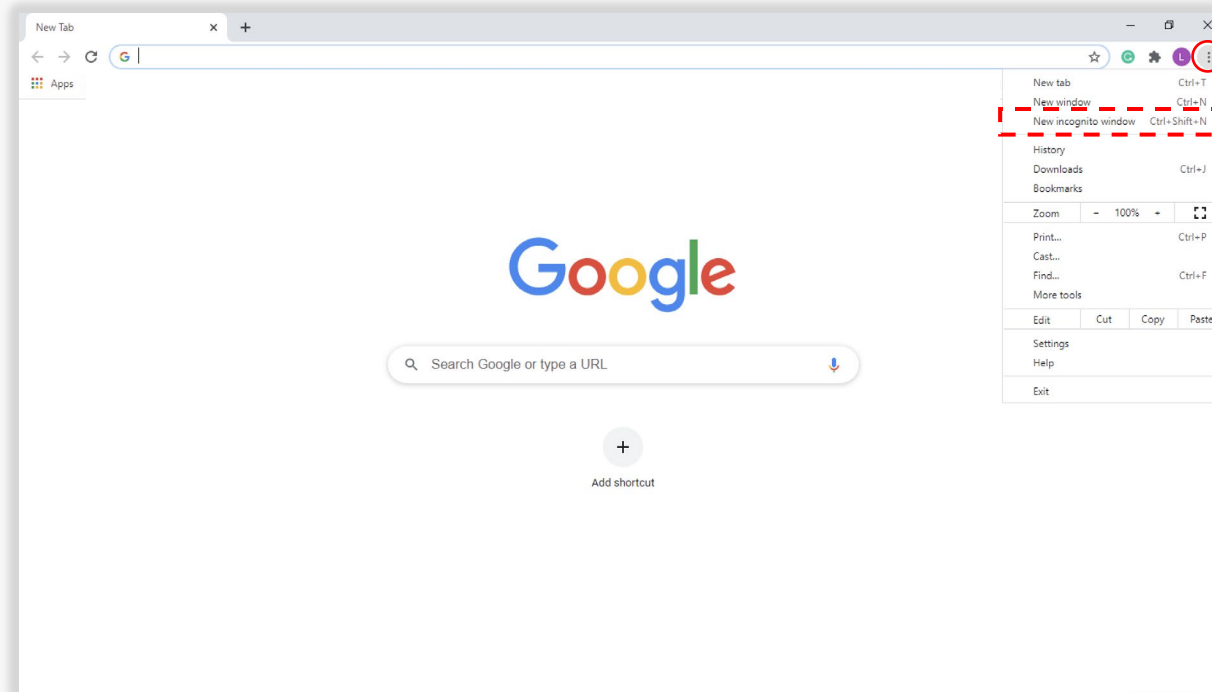 New Tab
G
L
Apps
New tab Ctrl+T
New window Ctrl+N
New incognito window Ctrl+Shift+N
History
Downloads Ctrl+J
Bookmarks
Zoom - 100% +
Print... Ctrl+P
Cast...
Find... Ctrl+F
More tools
Edit Cut Copy Paste
Settings
Help
Exit
Google
Search Google or type a URL
Add shortcut